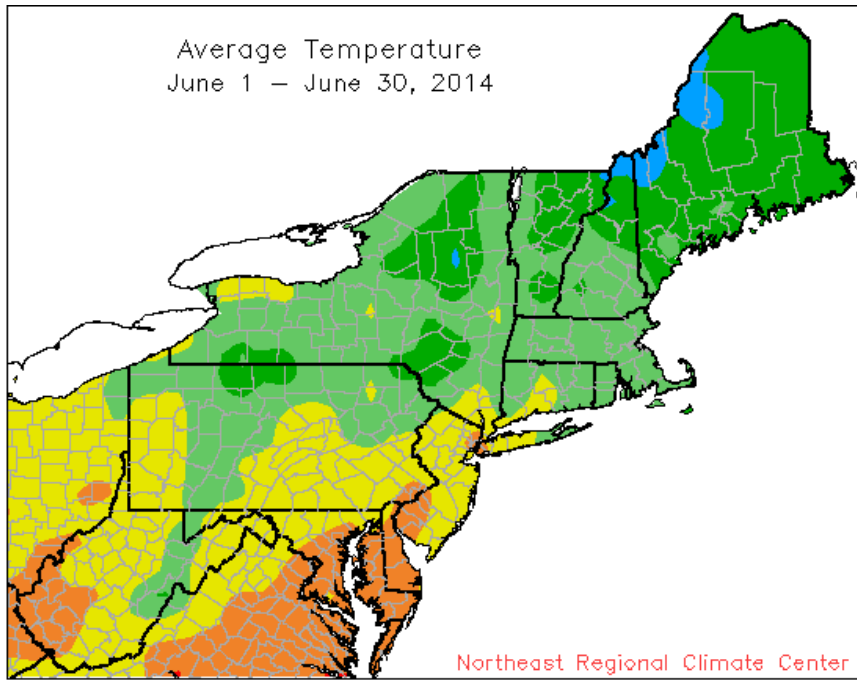 Average Temperature
June 1 – June 30, 2014
Northeast Regional Climate Center